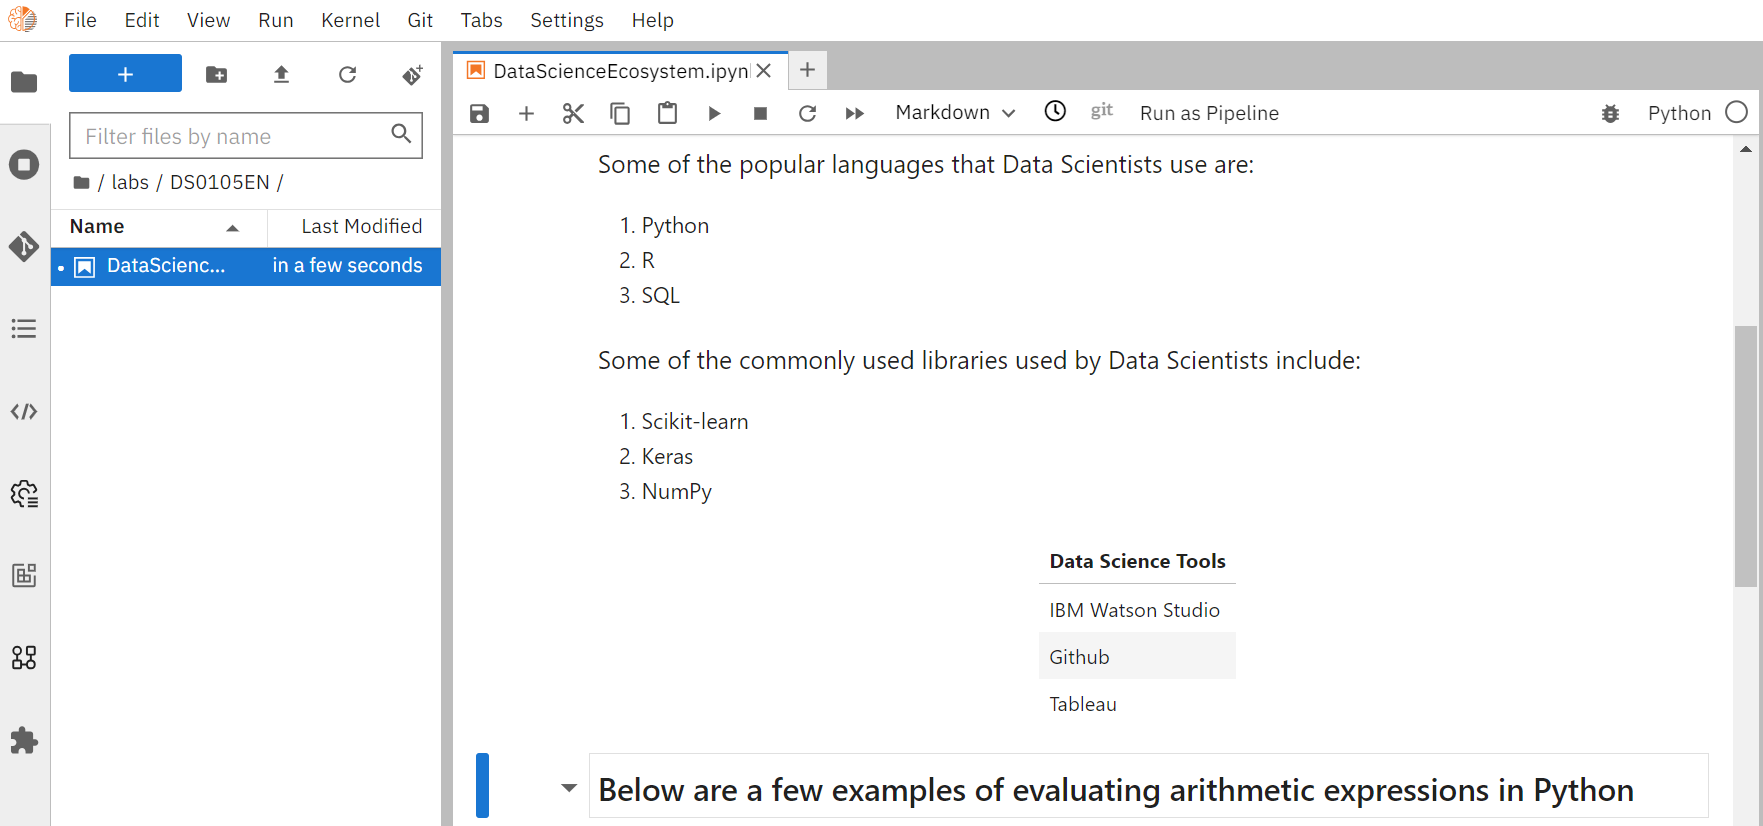 File Edit View Run Kernel Git Tabs Settings Help
+
Filter files by name
/ labs / DS0105EN /
Name Last Modified
DataScienc... in a few seconds
DataScienceEcosystem.ipyn
Markdown git Run as Pipeline Python
Some of the popular languages that Data Scientists use are:
1. Python
2. R
3. SQL
Some of the commonly used libraries used by Data Scientists include:
1. Scikit-learn
2. Keras
3. NumPy
Data Science Tools
IBM Watson Studio
Github
Tableau
Below are a few examples of evaluating arithmetic expressions in Python